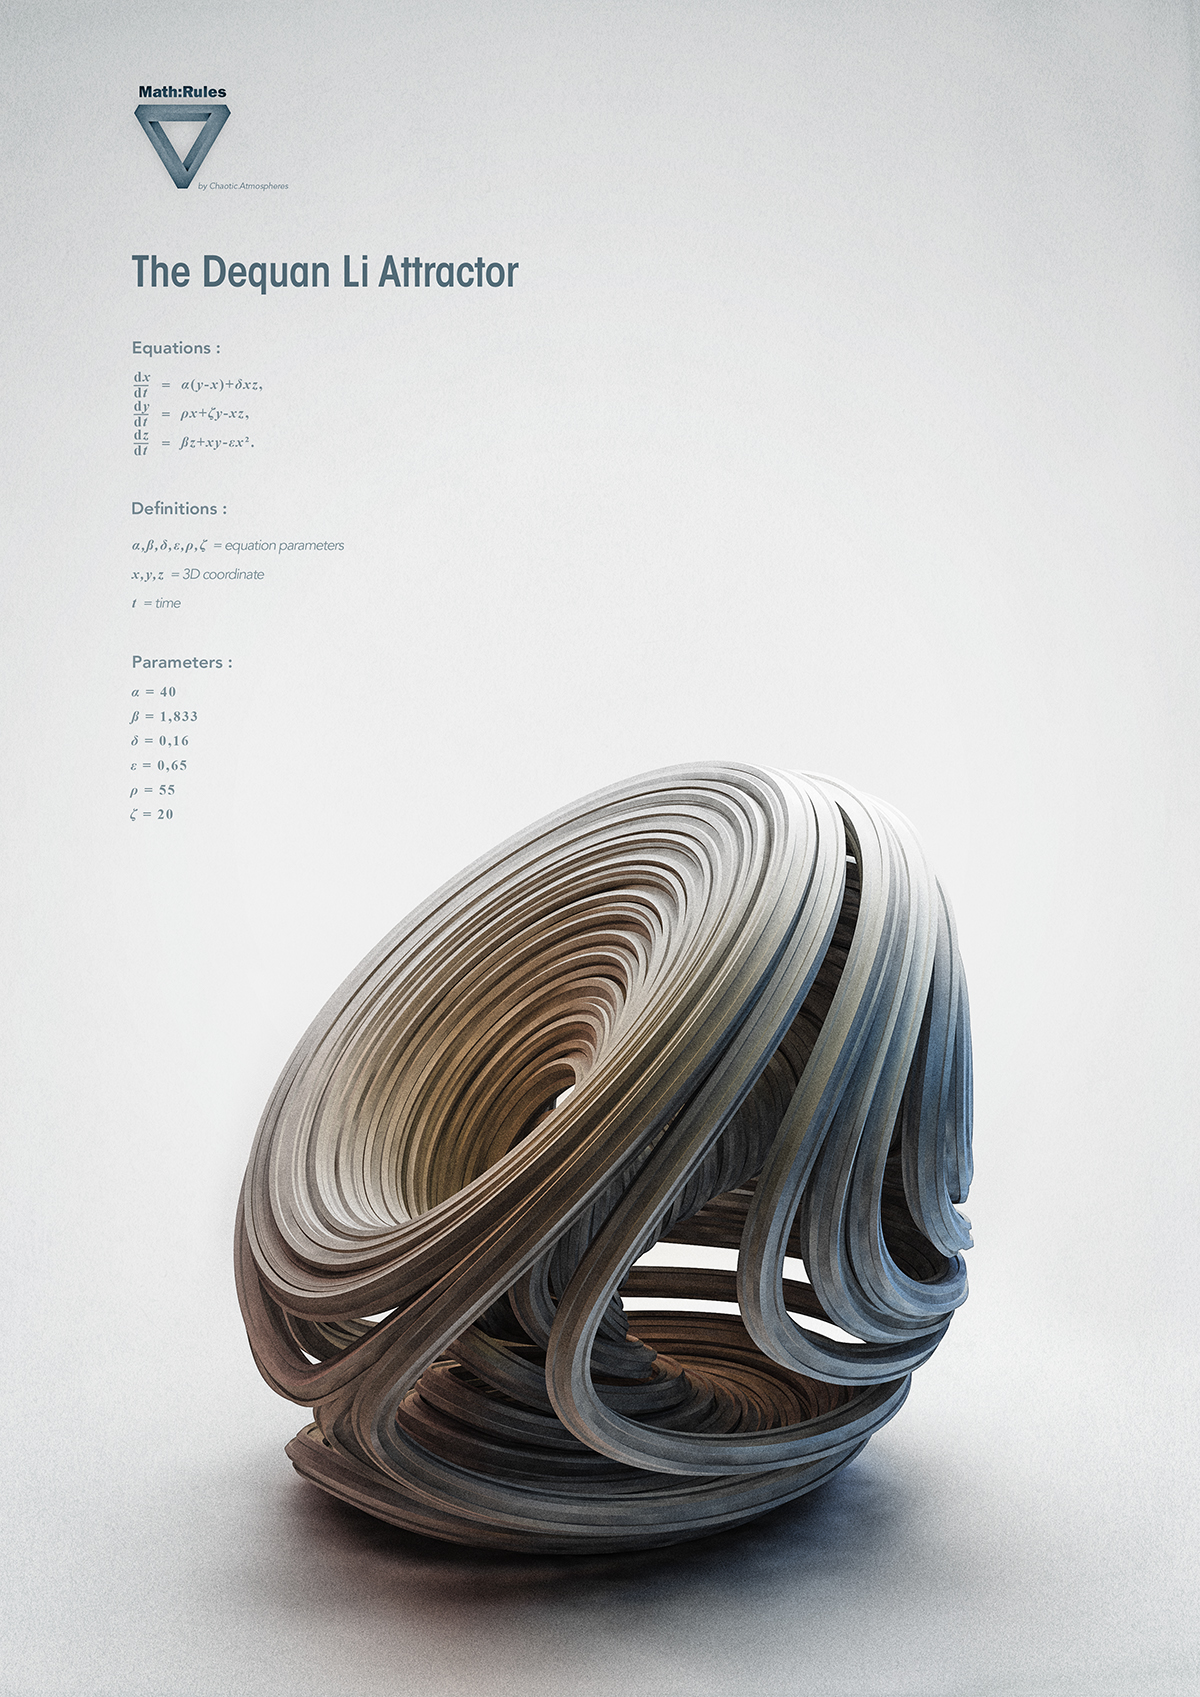 Math:Rules
by Chaotic Atmospheres
The Dequan Li Attractor
Equations :
dx/dt = α(y-x)+δxz,
dy/dt = ρx+ζy-xz,
dz/dt = βz+xy-εx².
Definitions :
α,β,δ,ε,ρ,ζ = equation parameters
x,y,z = 3D coordinate
t = time
Parameters :
α = 40
β = 1,833
δ = 0,16
ε = 0,65
ρ = 55
ζ = 20